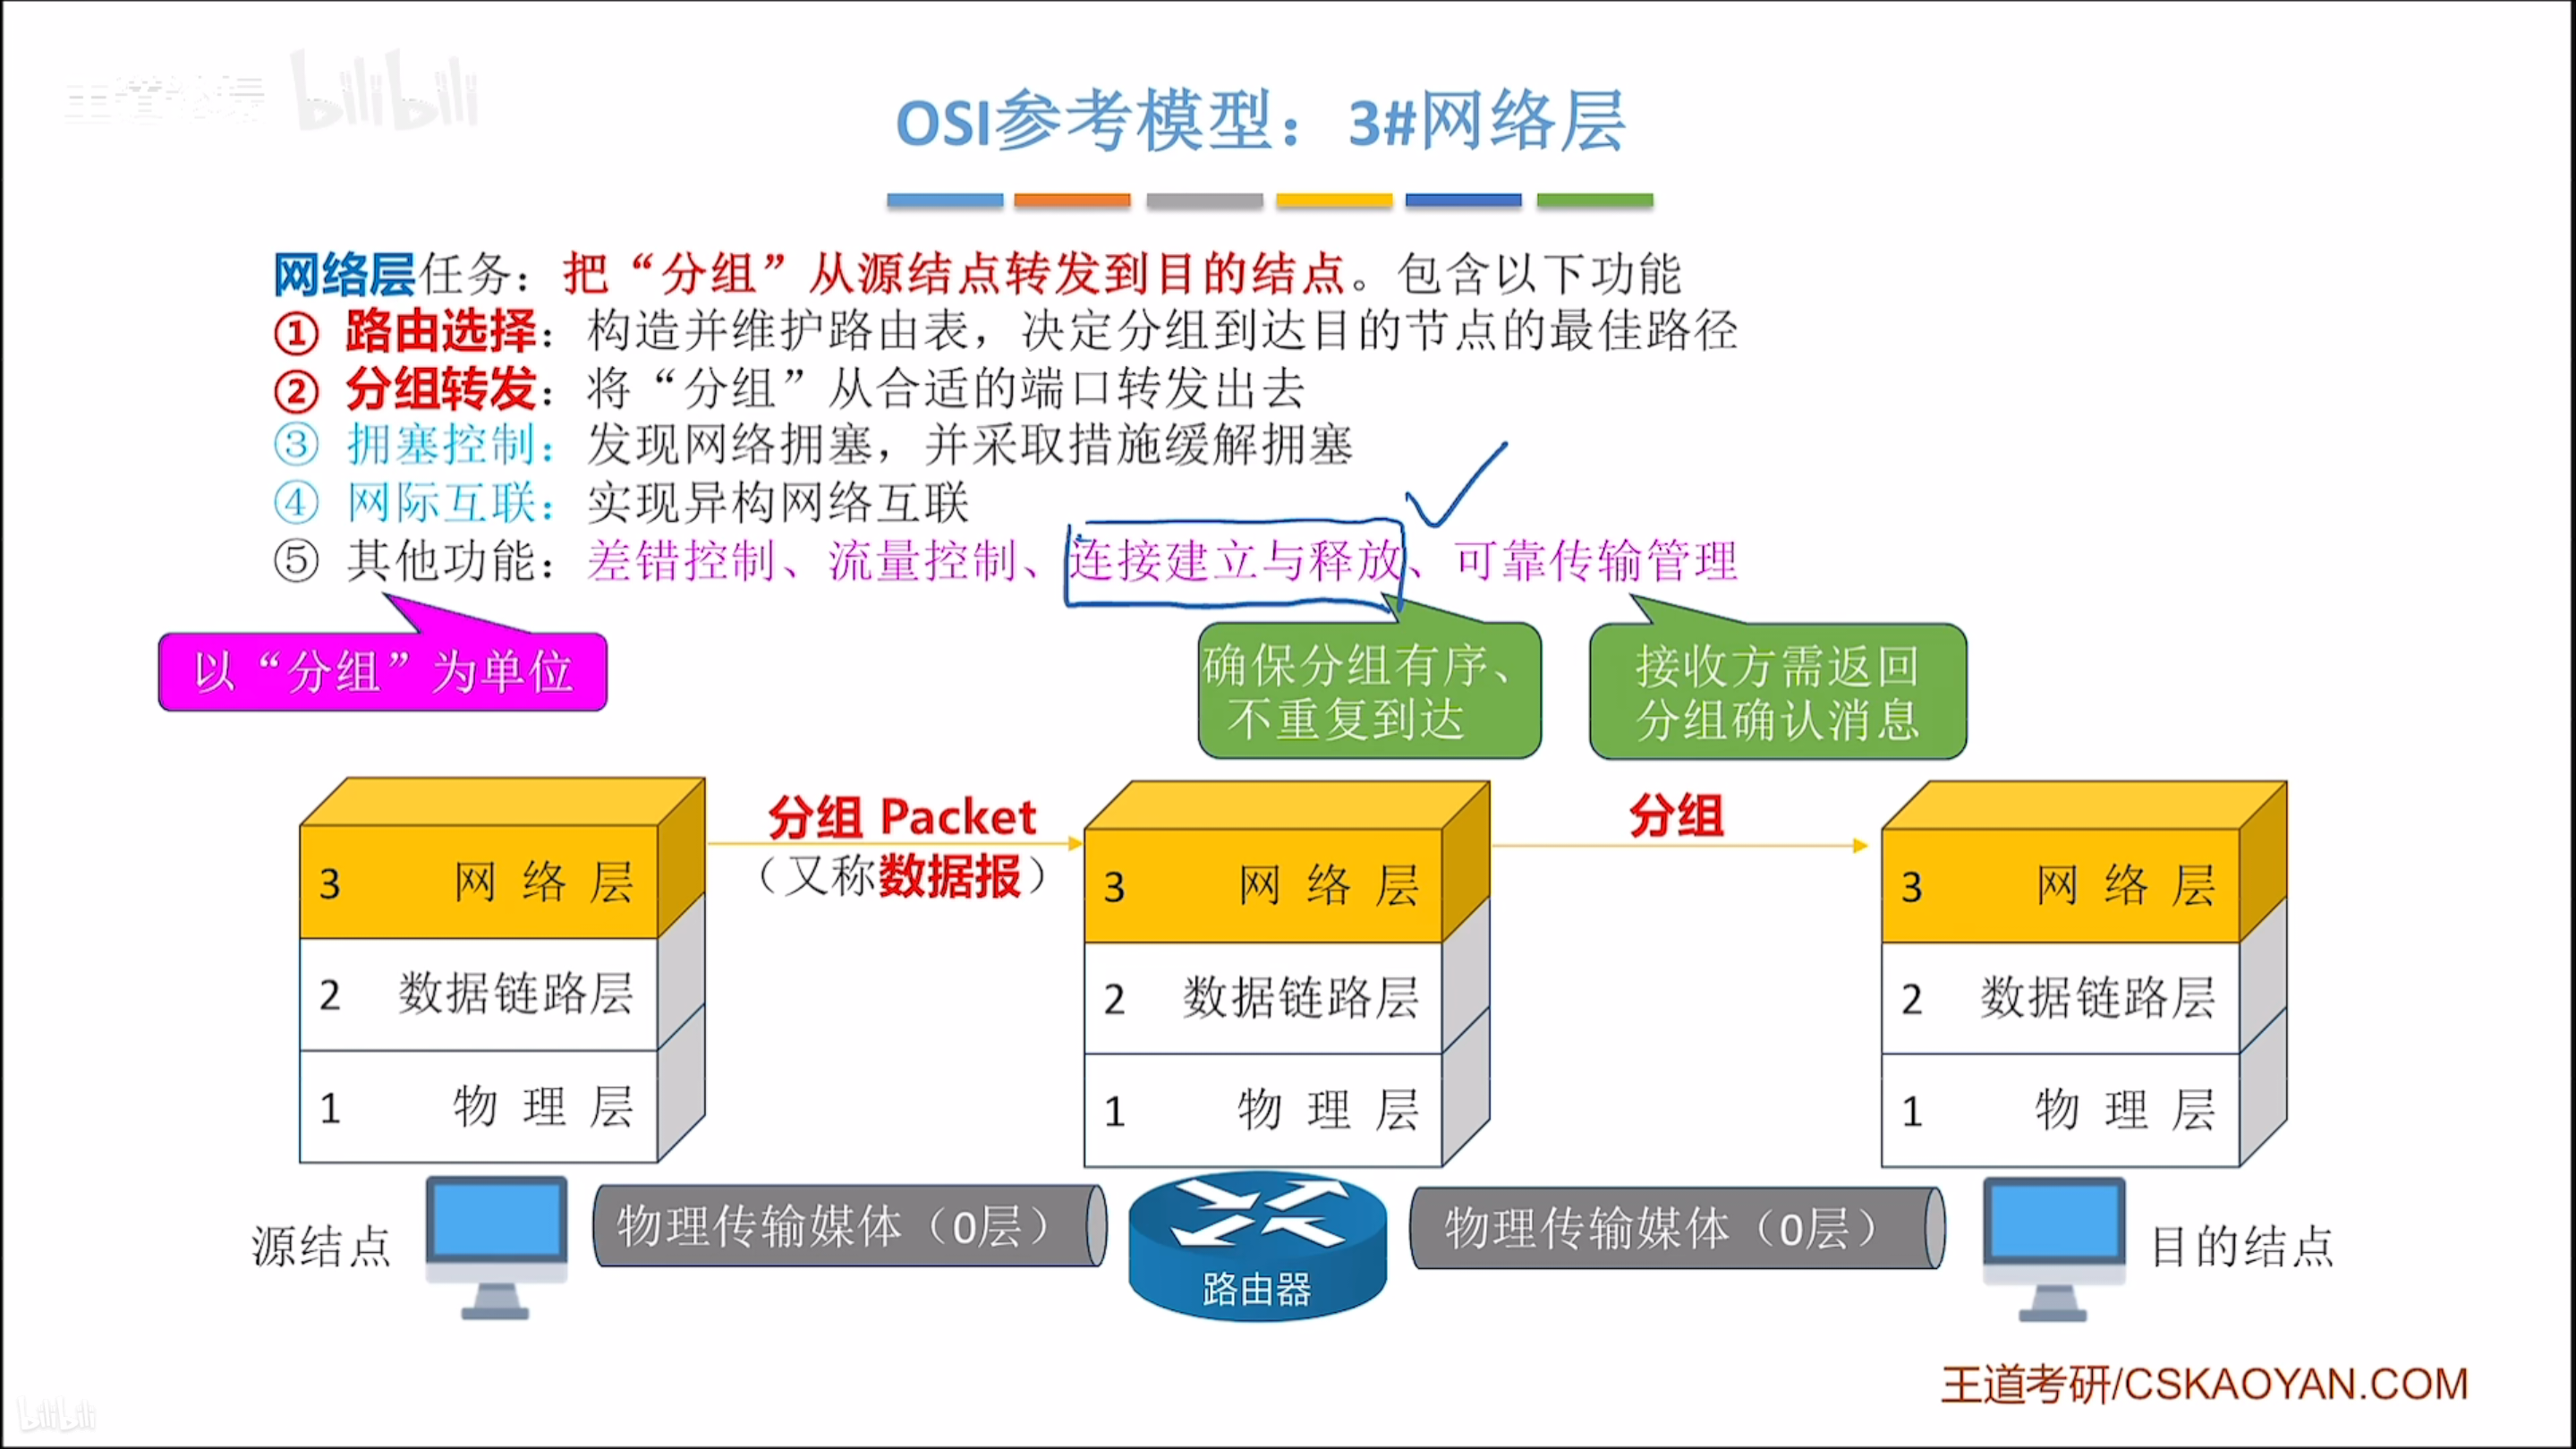 bilibili
OSI参考模型：3#网络层
网络层任务：把“分组”从源结点转发到目的结点。包含以下功能
① 路由选择：构造并维护路由表，决定分组到达目的节点的最佳路径
② 分组转发：将“分组”从合适的端口转发出去
③ 拥塞控制：发现网络拥塞，并采取措施缓解拥塞
④ 网际互联：实现异构网络互联
⑤ 其他功能：差错控制、流量控制、连接建立与释放、可靠传输管理
以“分组”为单位
确保分组有序、
不重复到达
接收方需返回
分组确认消息
分组 Packet
（又称数据报）
分组
3 网络层
2 数据链路层
1 物理层
3 网络层
2 数据链路层
1 物理层
3 网络层
2 数据链路层
1 物理层
源结点
物理传输媒体（0层）
路由器
物理传输媒体（0层）
目的结点
王道考研/CSKAOYAN.COM
bilibili